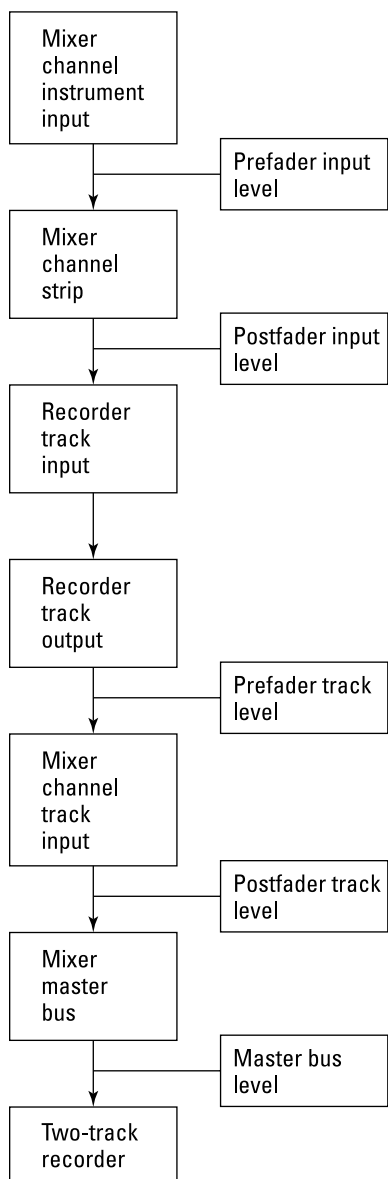 Mixer
channel
instrument
input
Prefader input
level
Mixer
channel
strip
Postfader input
level
Recorder
track
input
Recorder
track
output
Prefader track
level
Mixer
channel
track
input
Postfader track
level
Mixer
master
bus
Master bus
level
Two-track
recorder